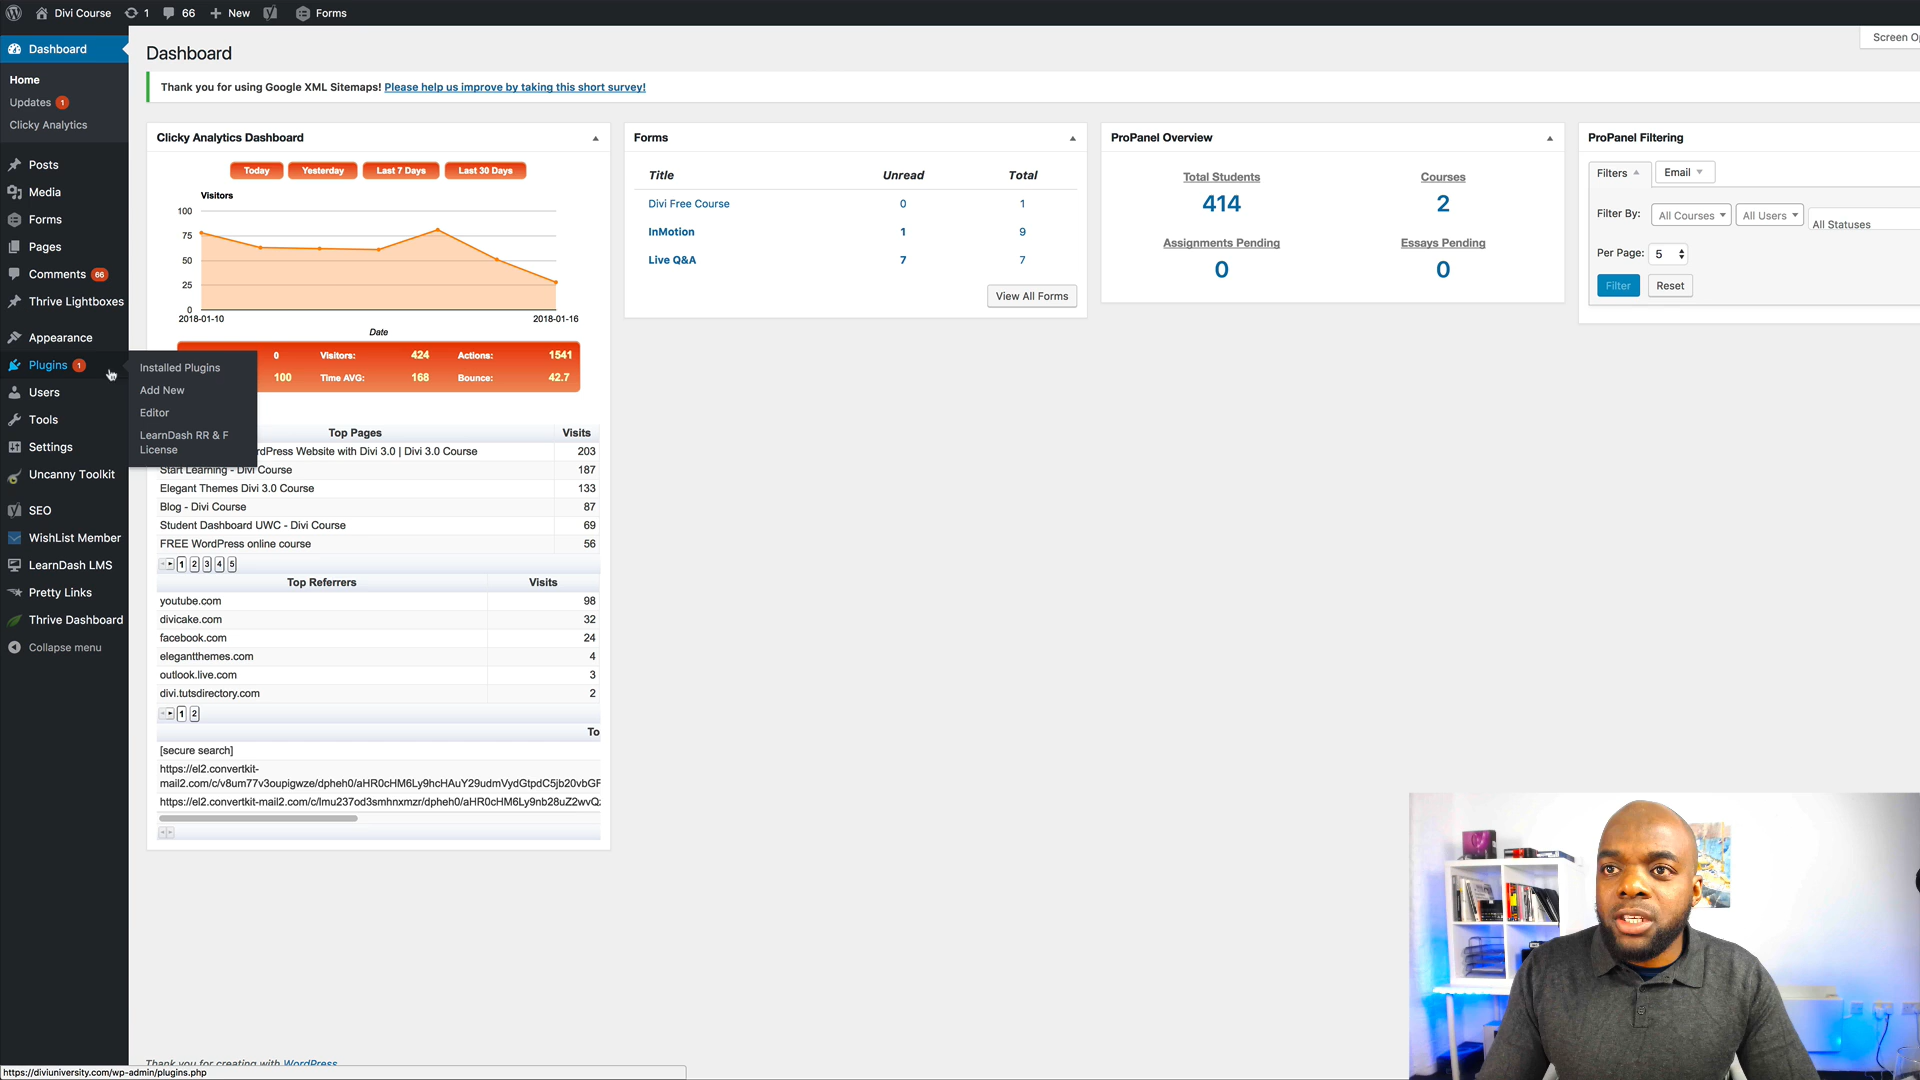 Divi Course 1 66 New Forms
Dashboard
Home
Updates 1
Clicky Analytics
Posts
Media
Forms
Pages
Comments 66
Thrive Lightboxes
Appearance
Plugins 1
Users
Tools
Settings
Uncanny Toolkit
SEO
WishList Member
LearnDash LMS
Pretty Links
Thrive Dashboard
Collapse menu
Installed Plugins
Add New
Editor
LearnDash RR & F
License
Dashboard
Screen Op
Thank you for using Google XML Sitemaps! Please help us improve by taking this short survey!
Clicky Analytics Dashboard
Today Yesterday Last 7 Days Last 30 Days
Visitors
100
75
50
25
0
2018-01-10 2018-01-16
Date
0 Visitors: 424 Actions: 1541
100 Time AVG: 168 Bounce: 42.7
Top Pages Visits
rdPress Website with Divi 3.0 | Divi 3.0 Course 203
Start Learning - Divi Course 187
Elegant Themes Divi 3.0 Course 133
Blog - Divi Course 87
Student Dashboard UWC - Divi Course 69
FREE WordPress online course 56
1 2 3 4 5
Top Referrers Visits
youtube.com 98
divicake.com 32
facebook.com 24
elegantthemes.com 4
outlook.live.com 3
divi.tutsdirectory.com 2
1 2
To
[secure search]
https://el2.convertkit-
mail2.com/c/v8um77v3oupigwze/dpheh0/aHR0cHM6Ly9hcHAuY29udmVydGtpdC5jb20vbGF
https://el2.convertkit-mail2.com/c/lmu237od3smhnxmzr/dpheh0/aHR0cHM6Ly9nb28uZ2wvQ
Forms
Title Unread Total
Divi Free Course 0 1
InMotion 1 9
Live Q&A 7 7
View All Forms
ProPanel Overview
Total Students Courses
414 2
Assignments Pending Essays Pending
0 0
ProPanel Filtering
Filters Email
Filter By: All Courses All Users All Statuses
Per Page: 5
Filter Reset
Thank you for creating with WordPress
https://diviuniversity.com/wp-admin/plugins.php